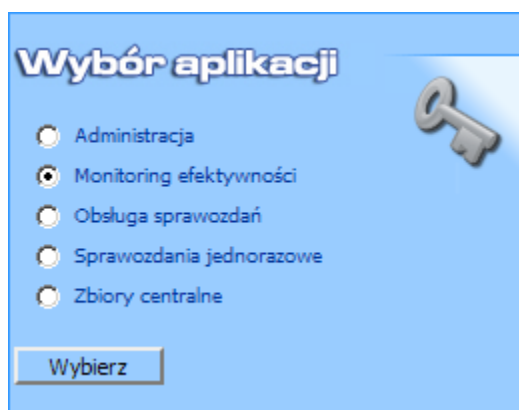 Wybór aplikacji
Administracja
Monitoring efektywności
Obsługa sprawozdań
Sprawozdania jednorazowe
Zbiory centralne
Wybierz